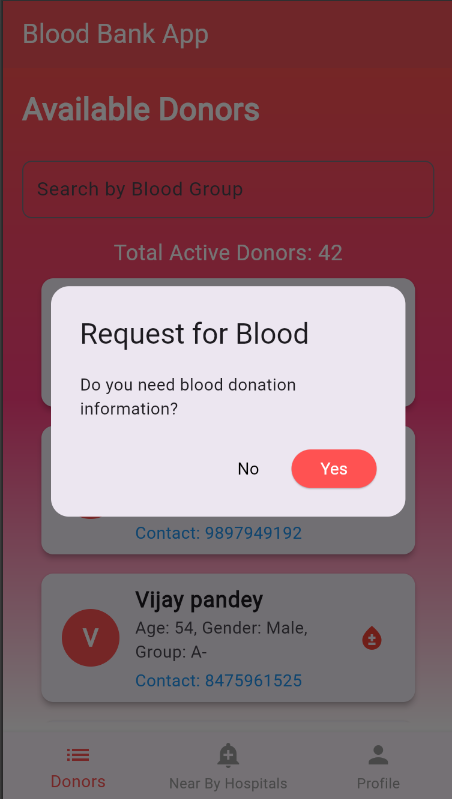 Blood Bank App
Available Donors
Search by Blood Group
Total Active Donors: 42
Request for Blood
Do you need blood donation
information?
No
Yes
Contact: 9897949192
V
Vijay pandey
Age: 54, Gender: Male,
Group: A-
Contact: 8475961525
Donors
Near By Hospitals
Profile